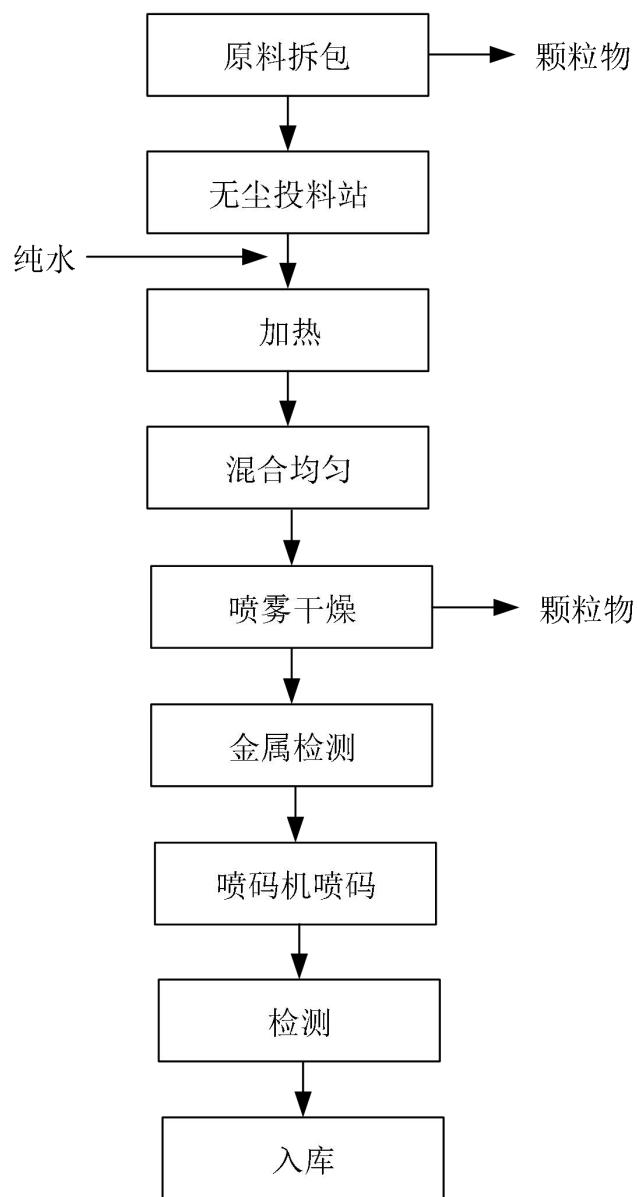 原料拆包
颗粒物
无尘投料站
纯水
加热
混合均匀
喷雾干燥
颗粒物
金属检测
喷码机喷码
检测
入库